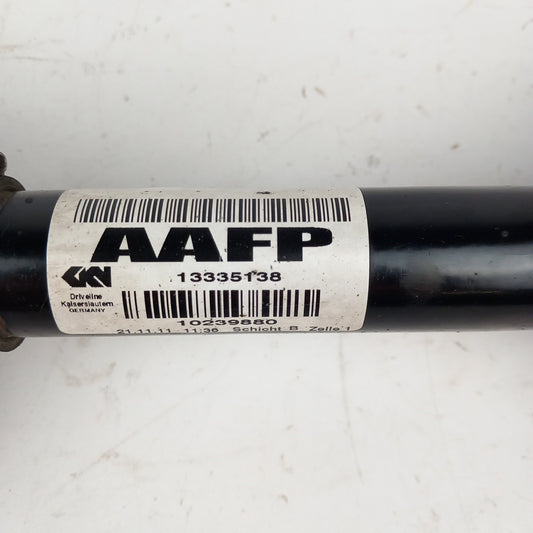 AAFP
13335138
GKN
Driveline
Kaiserslautern
GERMANY
10239880
21.11.11 11:36 Schicht B Zelle 1